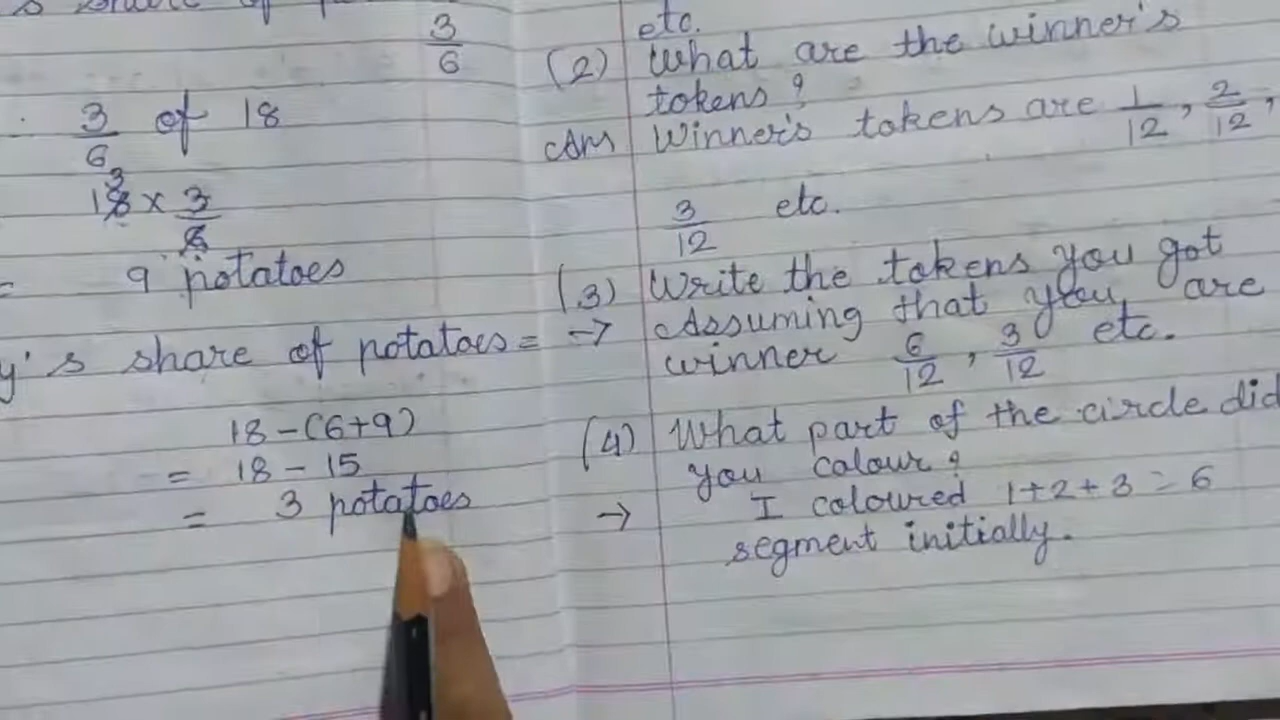 's share of
3/6
3/6 of 18
18 3 × 3/6
= 9 potatoes
y's share of potatoes =
18 - (6+9)
= 18 - 15
= 3 potatoes
etc.
(2) What are the winner's
tokens?
Ans Winner's tokens are 1/12, 2/12,
3/12 etc.
(3) Write the tokens you got
→ Assuming that you are
winner 6/12, 3/12 etc.
(4) What part of the circle did
you colour?
→ I coloured 1+2+3=6
segment initially.